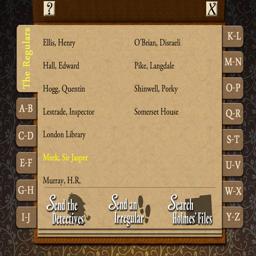 ?
X
The Regulars
Ellis, Henry
Hall, Edward
Hogg, Quentin
Lestrade, Inspector
London Library
Meek, Sir Jasper
Murray, H.R.
O'Brian, Disraeli
Pike, Langdale
Shinwell, Porky
Somerset House
A-B
C-D
E-F
G-H
I-J
K-L
M-N
O-P
Q-R
S-T
U-V
W-X
Y-Z
Send the
Detectives
Send an
Irregular
Search
Holmes' Files